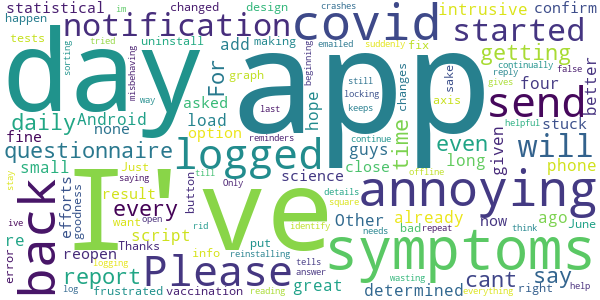 statistical
changed
design
crashes
intrusive
confirm
happen
im
add
making
notification
covid
started
tests
tried
uninstall
emailed
suddenly
fix
day
app
For
graph
beginning
getting
misbehaving
sorting
continually
reply
false
send
daily
Android
asked
load
hope
still
changes
axis
gives
four
better
none
way
last
locking
sake
time
even
helpful
stuck
questionnaire
option
reminders
keeps
logged
guys
given
long
will
fine
Just
saying
button
continue
till
close
phone
small
result
science
annoying
back
I've
efforts
goodness
want
Only
details
square
already
now
ago
June
every
stay
ive
open
rid
identify
Other
bad
repeat
offline
re
script
info
reinstalling
symptoms
cant
say
error
reopen
Thanks
put
needs
think
report
Please
logging
tells
answer
great
wasting
determined
right
help
log
frustrated
vaccination
reading
everything